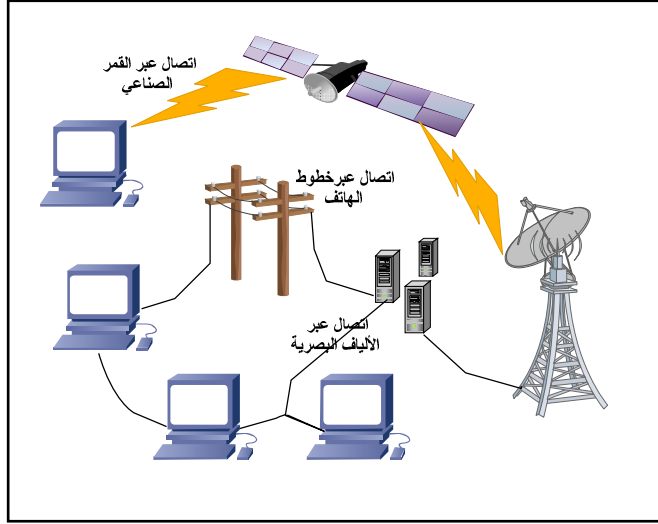 اتصال عبر القمر
الصناعي
اتصال عبرخطوط
الهاتف
اتصال عبر
الألياف البصرية